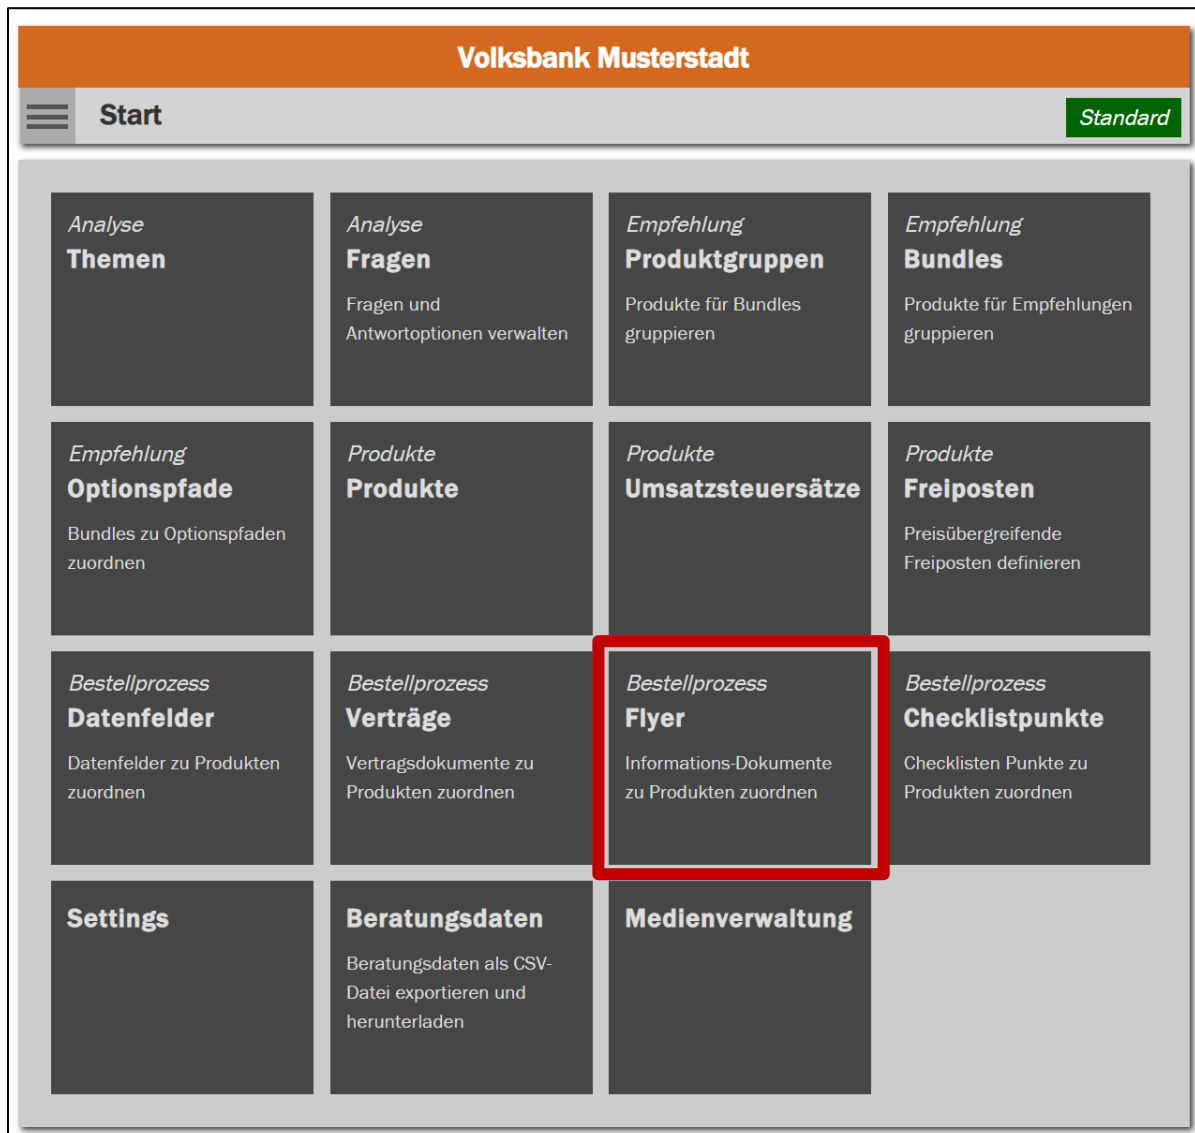 Volksbank Musterstadt
Start
Standard
Analyse
Themen
Analyse
Fragen
Fragen und
Antwortoptionen verwalten
Empfehlung
Produktgruppen
Produkte für Bundles
gruppieren
Empfehlung
Bundles
Produkte für Empfehlungen
gruppieren
Empfehlung
Optionspfade
Bundles zu Optionspfaden
zuordnen
Produkte
Produkte
Produkte
Umsatzsteuersätze
Produkte
Freiposten
Preisübergreifende
Freiposten definieren
Bestellprozess
Datenfelder
Datenfelder zu Produkten
zuordnen
Bestellprozess
Verträge
Vertragsdokumente zu
Produkten zuordnen
Bestellprozess
Flyer
Informations-Dokumente
zu Produkten zuordnen
Bestellprozess
Checklistpunkte
Checklisten Punkte zu
Produkten zuordnen
Settings
Beratungsdaten
Beratungsdaten als CSV-
Datei exportieren und
herunterladen
Medienverwaltung